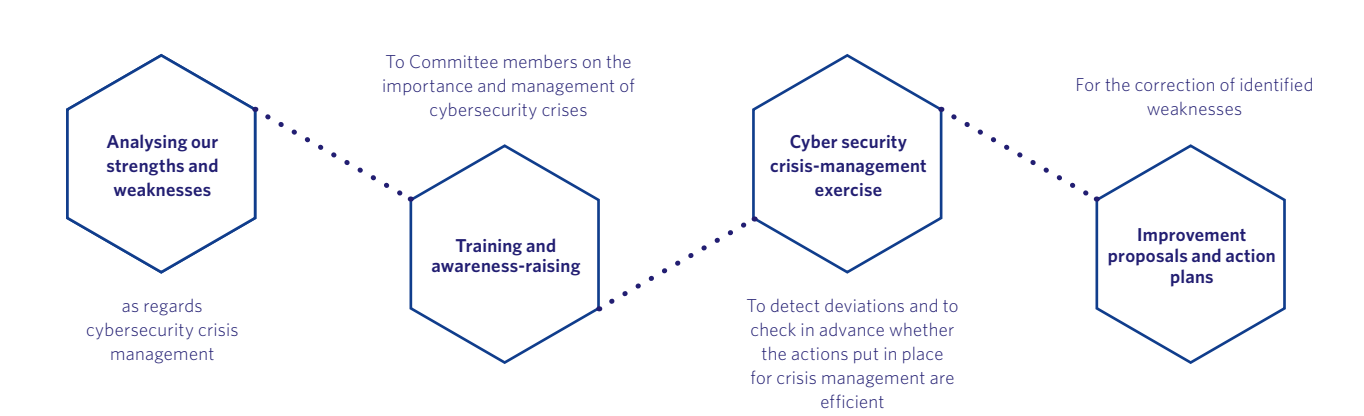 Analysing our
strengths and
weaknesses
as regards
cybersecurity crisis
management
To Committee members on the
importance and management of
cybersecurity crises
Training and
awareness-raising
Cyber security
crisis-management
exercise
To detect deviations and to
check in advance whether
the actions put in place
for crisis management are
efficient
For the correction of identified
weaknesses
Improvement
proposals and action
plans